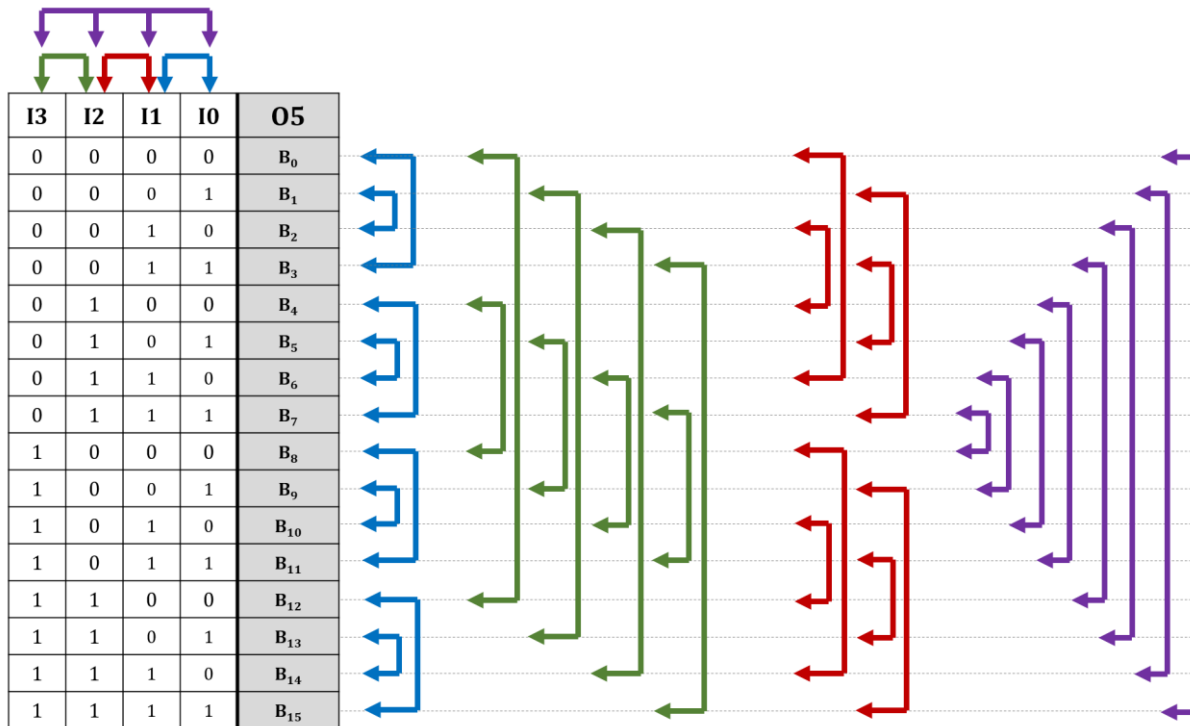 I3 I2 I1 I0 O5
0 0 0 0 B₀
0 0 0 1 B₁
0 0 1 0 B₂
0 0 1 1 B₃
0 1 0 0 B₄
0 1 0 1 B₅
0 1 1 0 B₆
0 1 1 1 B₇
1 0 0 0 B₈
1 0 0 1 B₉
1 0 1 0 B₁₀
1 0 1 1 B₁₁
1 1 0 0 B₁₂
1 1 0 1 B₁₃
1 1 1 0 B₁₄
1 1 1 1 B₁₅